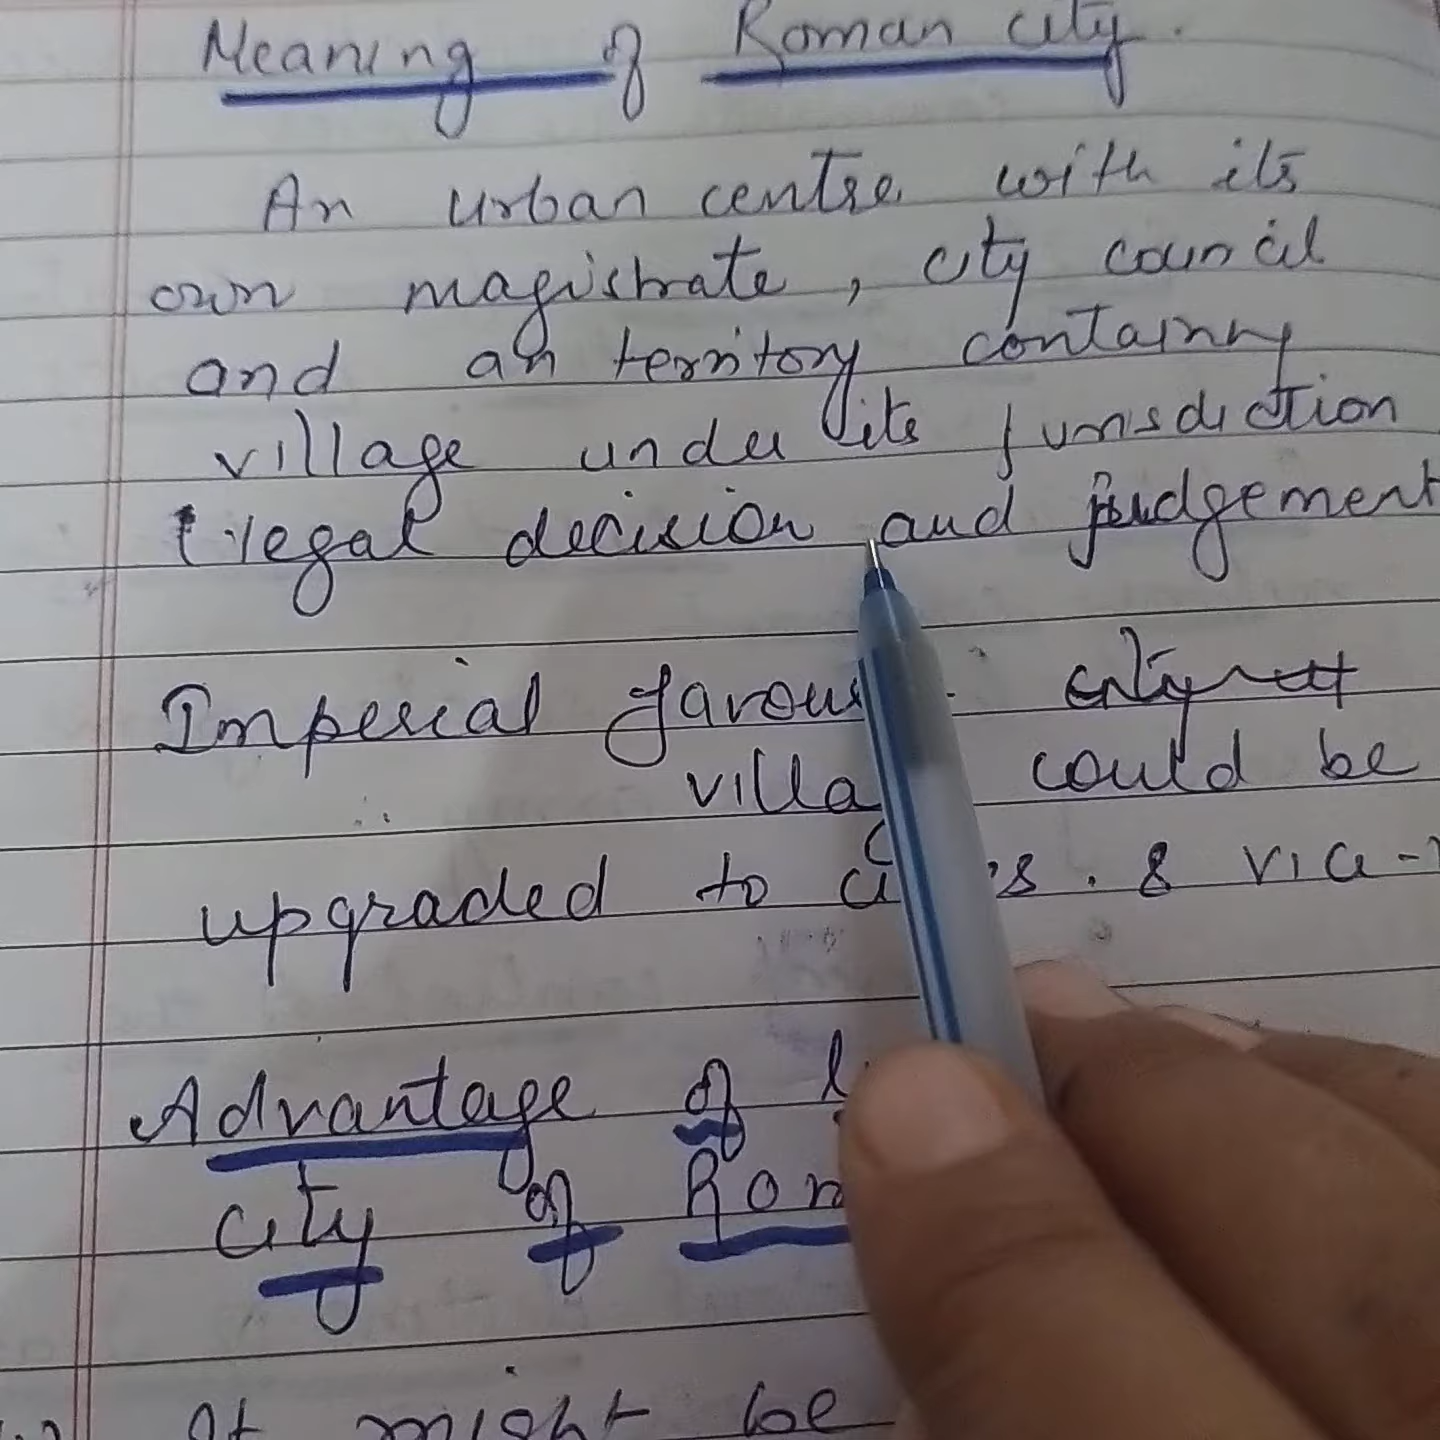 Meaning of Roman city.
An urban centre with its
own magistrate, city council
and an territory containg
village under its jurisdiction
legal decision and judgement
Imperial favour
villa could be
upgraded to
Advantage of
city of
It might be